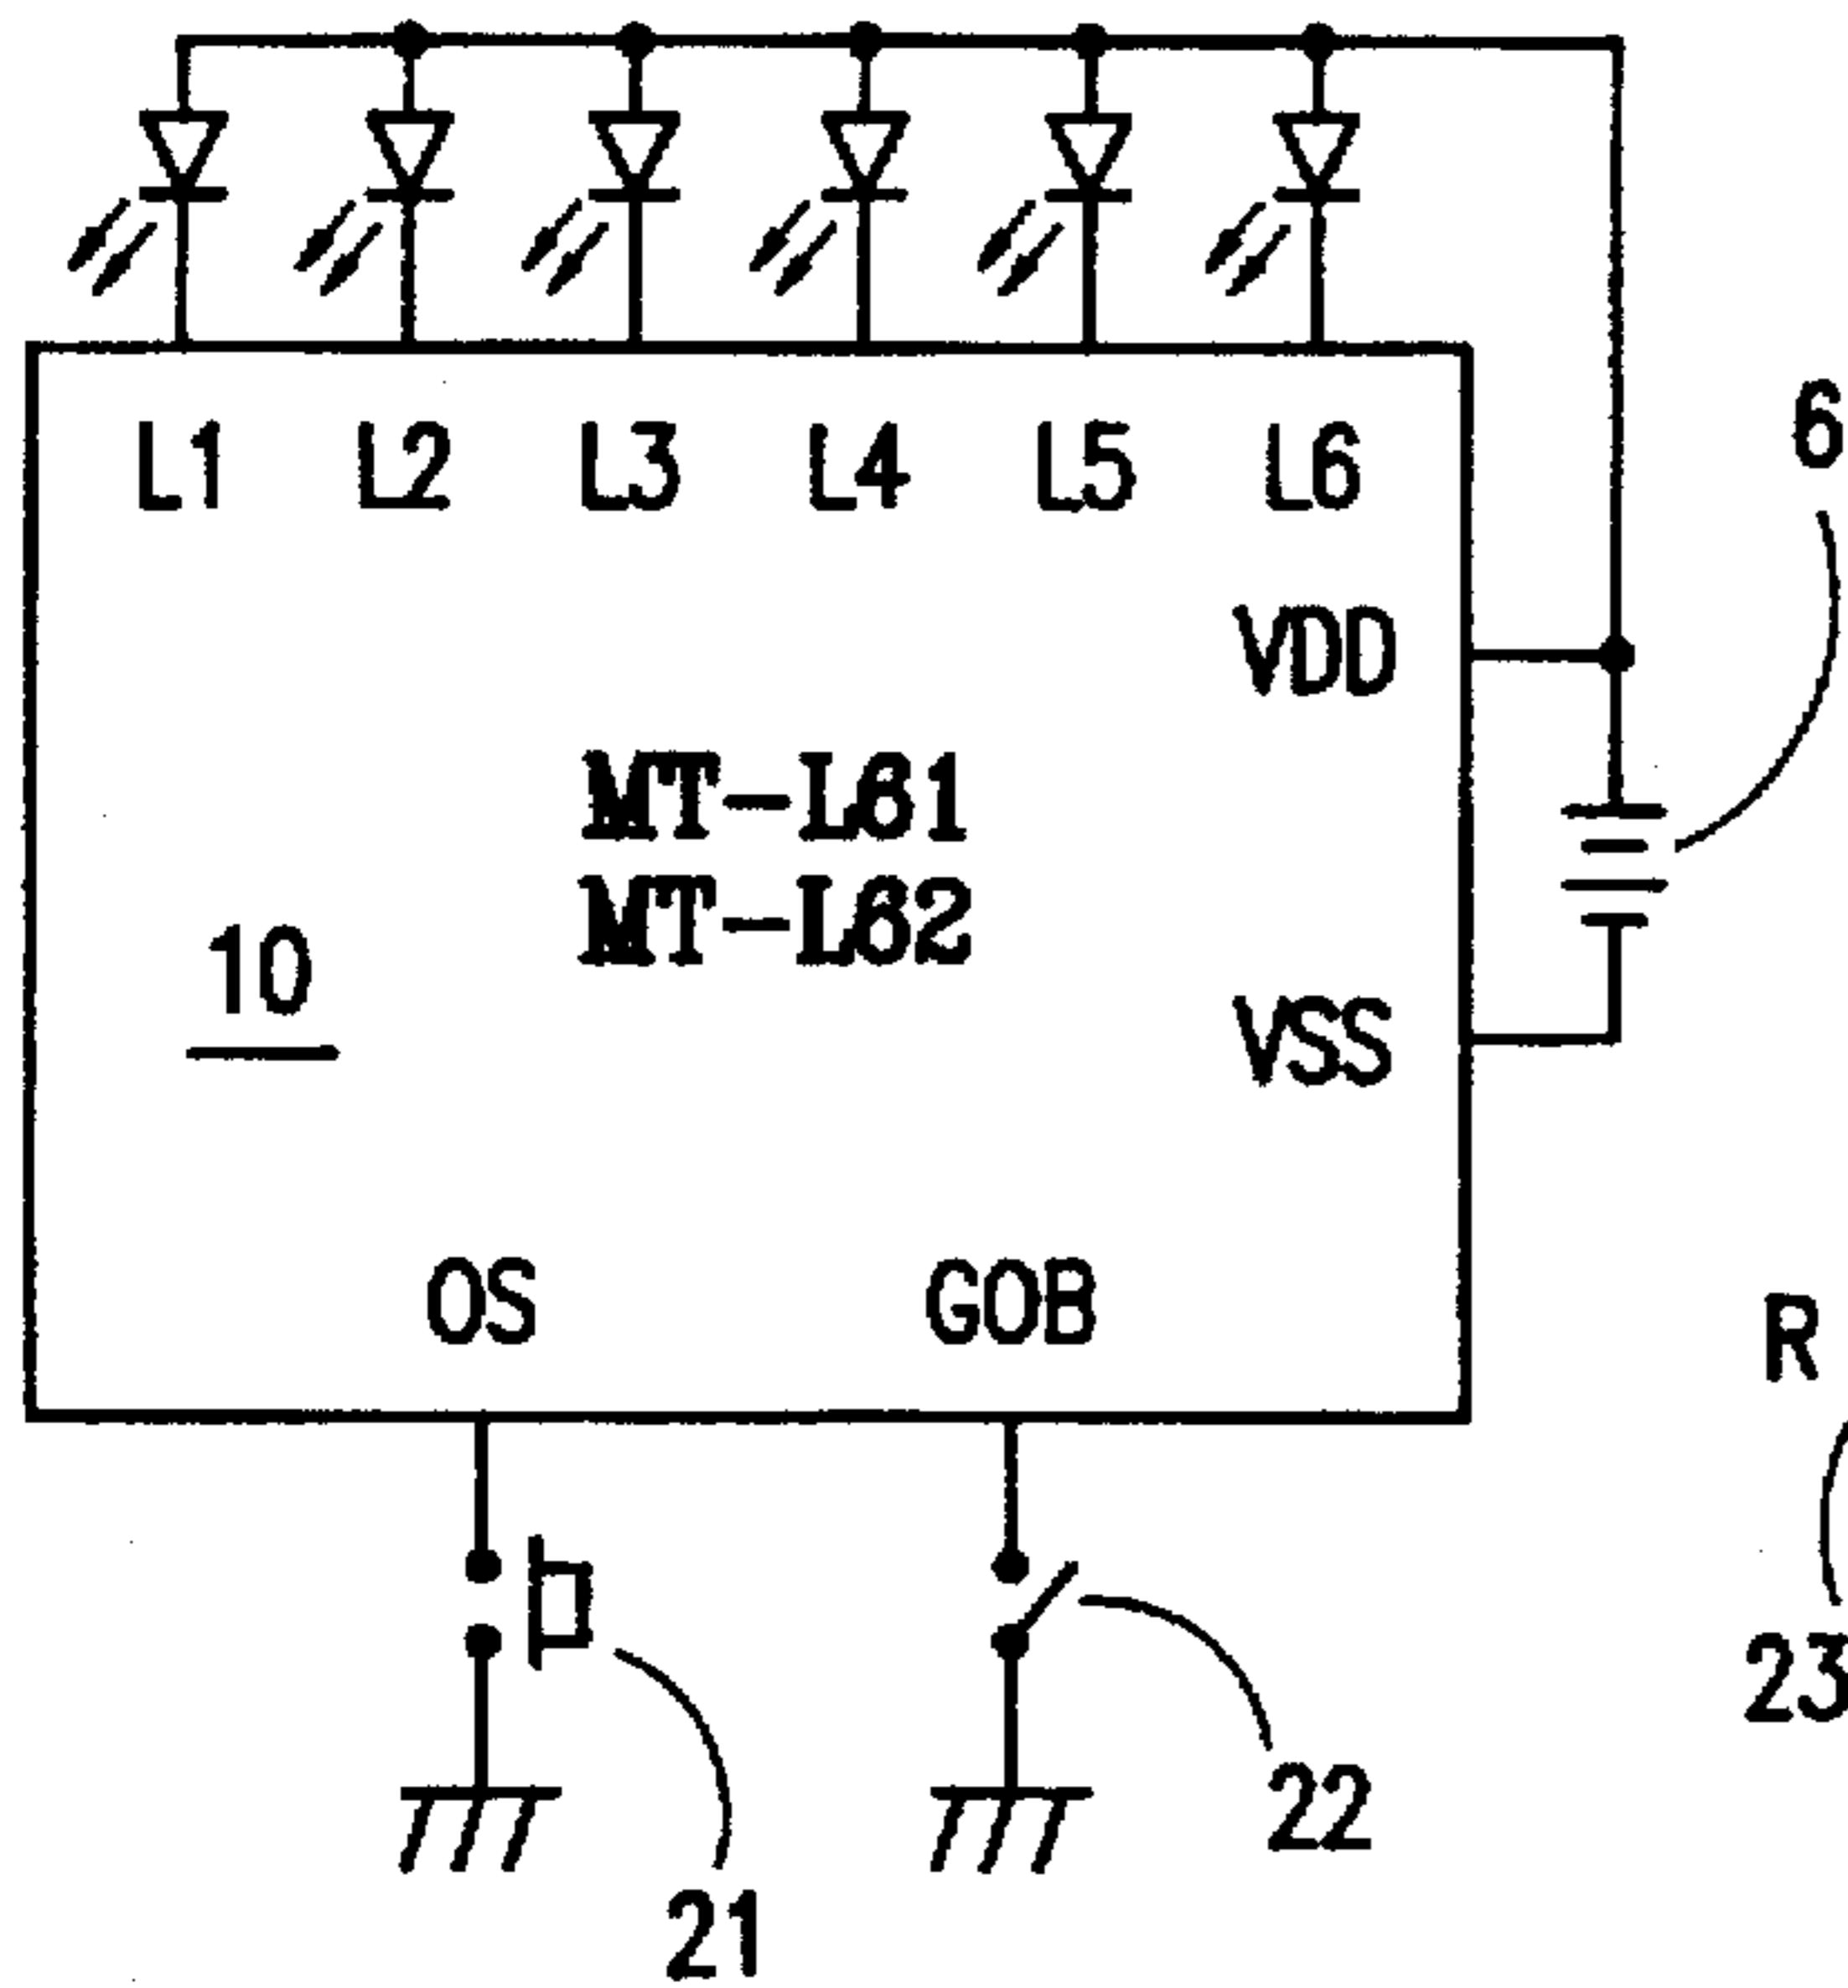 L1 L2 L3 L4 L5 L6
6
VDD
MT-L61
MT-L62
10
VSS
OS GOB
R
23
22
21